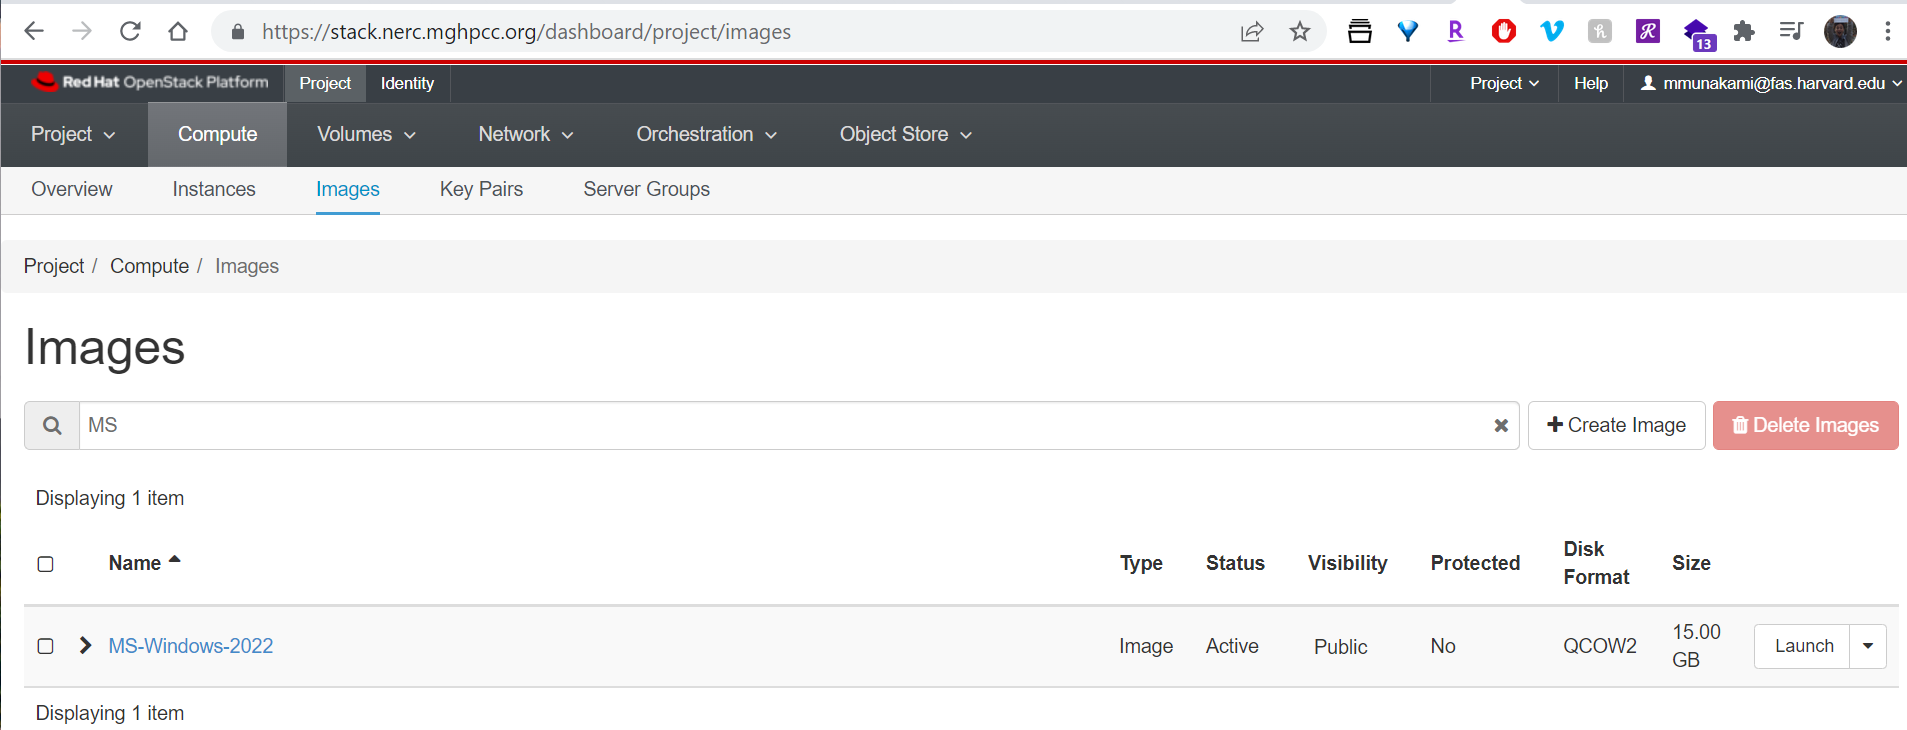 https://stack.nerc.mghpcc.org/dashboard/project/images
R
h
R
13
Red Hat OpenStack Platform Project Identity Project Help mmunakami@fas.harvard.edu
Project Compute Volumes Network Orchestration Object Store
Overview Instances Images Key Pairs Server Groups
Project / Compute / Images
Images
MS Create Image Delete Images
Displaying 1 item
Name Type Status Visibility Protected Disk Format Size
MS-Windows-2022 Image Active Public No QCOW2 15.00 GB Launch
Displaying 1 item